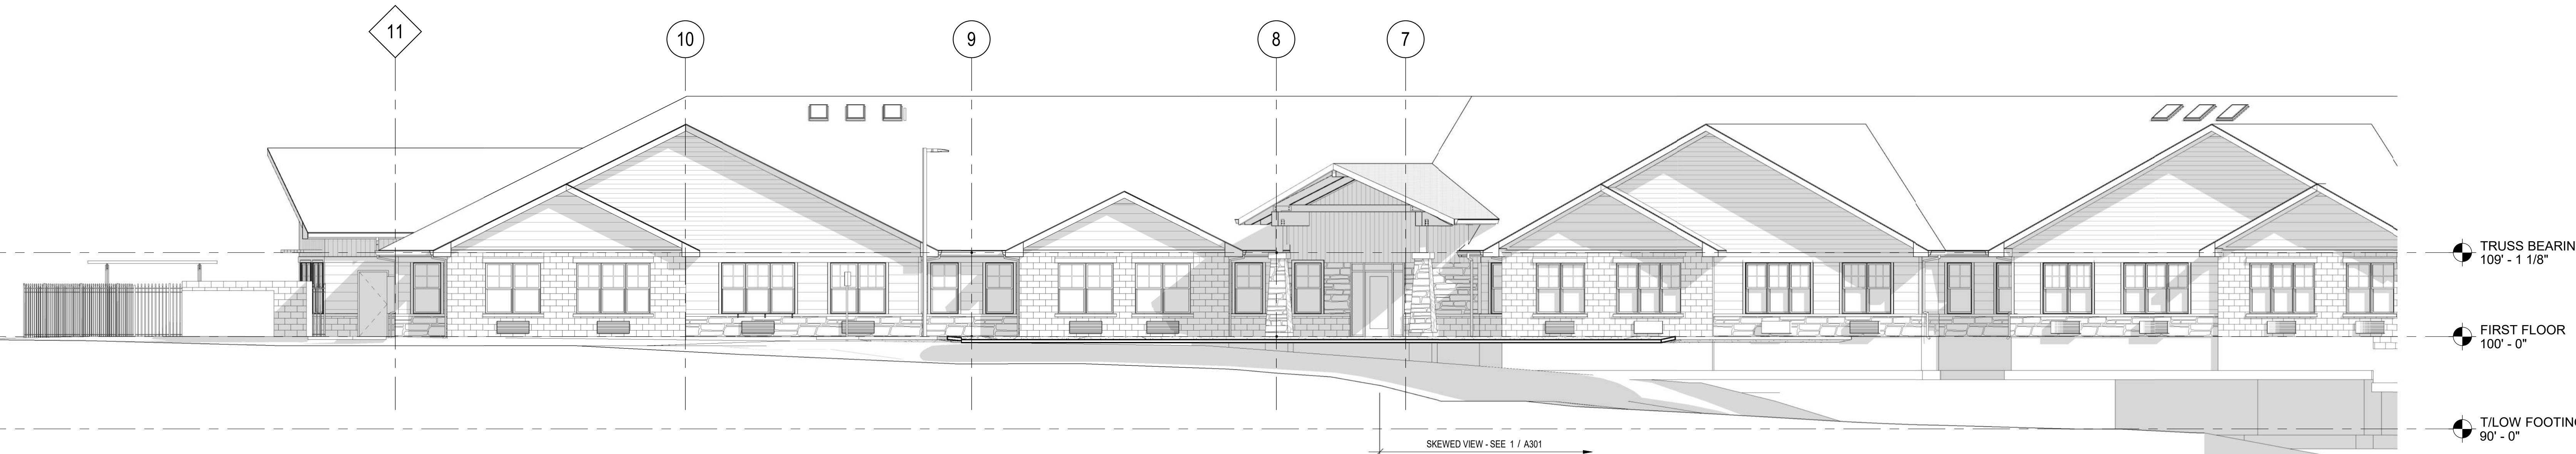 11
10
9
8
7
TRUSS BEARIN
109' - 1 1/8"
FIRST FLOOR
100' - 0"
T/LOW FOOTING
90' - 0"
SKEWED VIEW - SEE 1 / A301